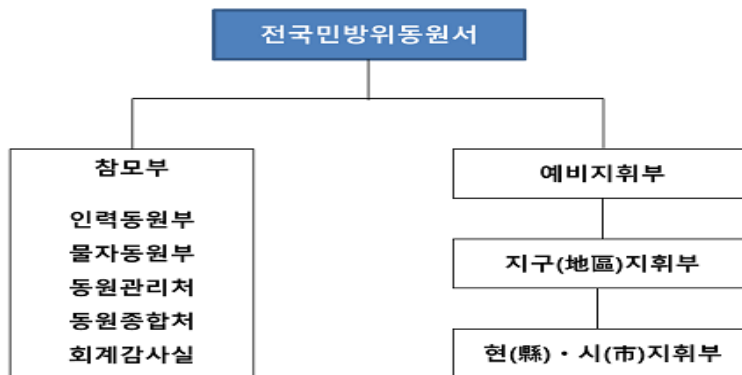 전국민방위동원서
참모부
인력동원부
물자동원부
동원관리처
동원종합처
회계감사실
예비지휘부
지구(地區)지휘부
현(縣)・시(市)지휘부